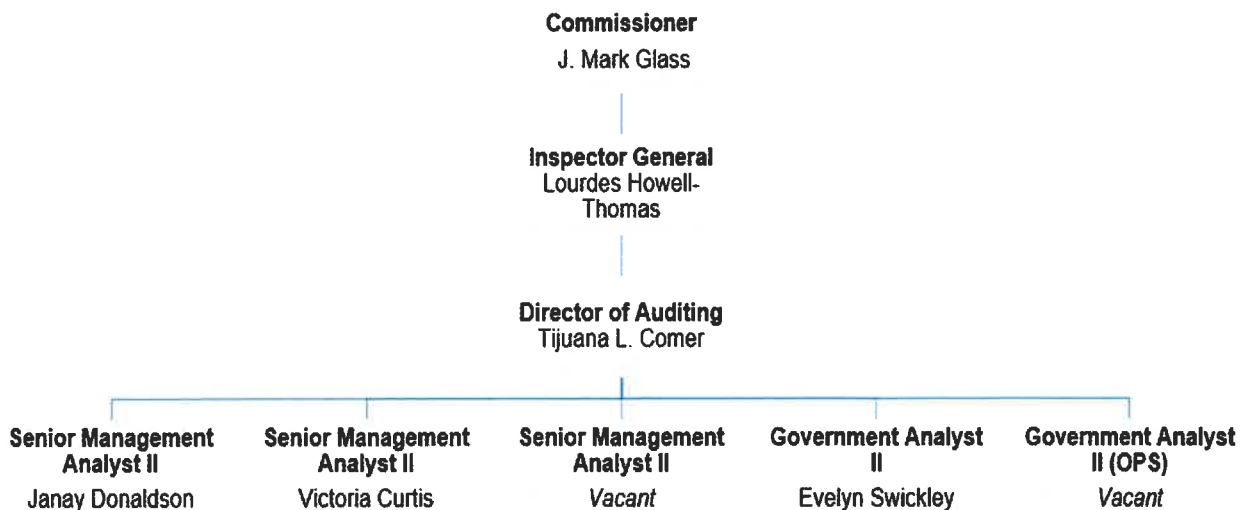 Commissioner
J. Mark Glass
Inspector General
Lourdes Howell-
Thomas
Director of Auditing
Tijuana L. Comer
Senior Management
Analyst II
Janay Donaldson
Senior Management
Analyst II
Victoria Curtis
Senior Management
Analyst II
Vacant
Government Analyst
II
Evelyn Swickley
Government Analyst
II (OPS)
Vacant